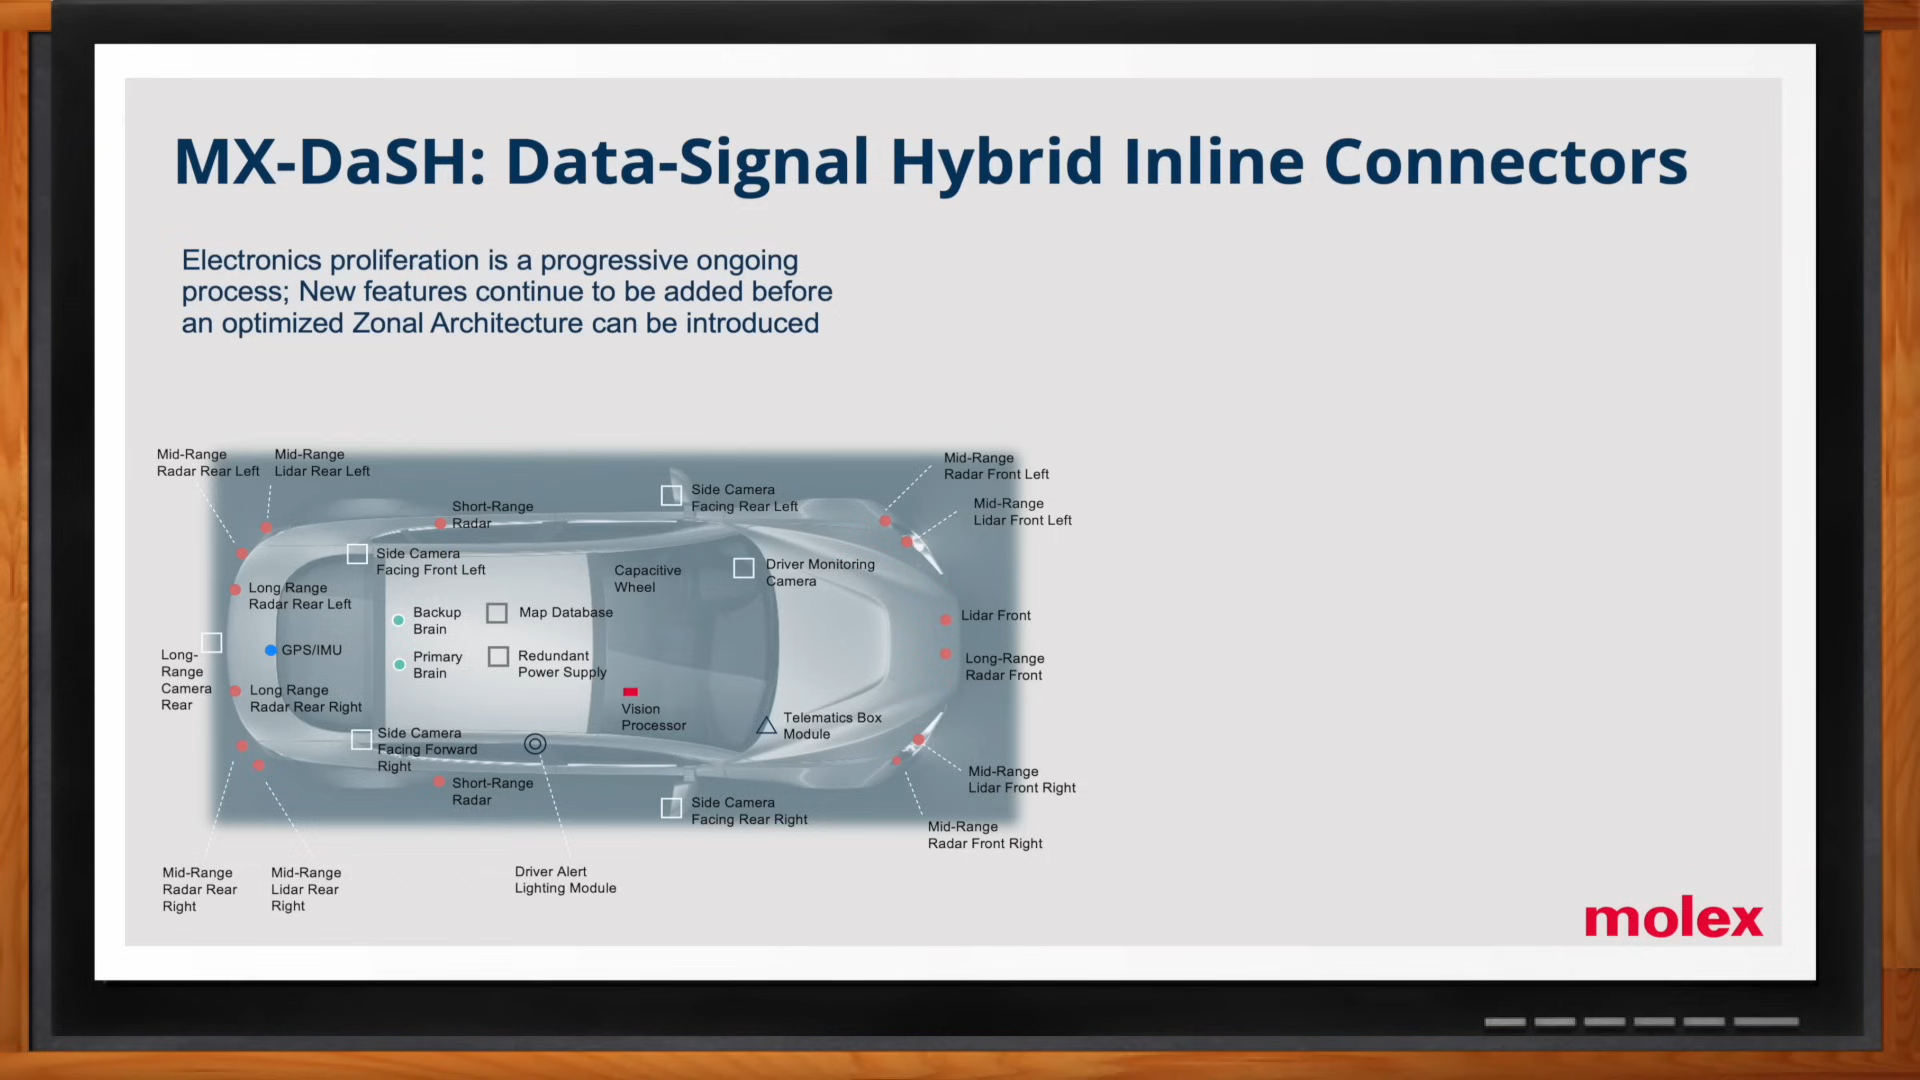 MX-DaSH: Data-Signal Hybrid Inline Connectors
Electronics proliferation is a progressive ongoing
process; New features continue to be added before
an optimized Zonal Architecture can be introduced
Mid-Range
Radar Rear Left
Mid-Range
Lidar Rear Left
Short-Range
Radar
Side Camera
Facing Rear Left
Mid-Range
Radar Front Left
Mid-Range
Lidar Front Left
Side Camera
Facing Front Left
Capacitive
Wheel
Driver Monitoring
Camera
Long Range
Radar Rear Left
Backup
Brain
Map Database
Lidar Front
Long-
Range
Camera
Rear
GPS/IMU
Primary
Brain
Redundant
Power Supply
Long-Range
Radar Front
Long Range
Radar Rear Right
Vision
Processor
Telematics Box
Module
Side Camera
Facing Forward
Right
Short-Range
Radar
Side Camera
Facing Rear Right
Mid-Range
Lidar Front Right
Mid-Range
Radar Front Right
Mid-Range
Radar Rear
Right
Mid-Range
Lidar Rear
Right
Driver Alert
Lighting Module
molex